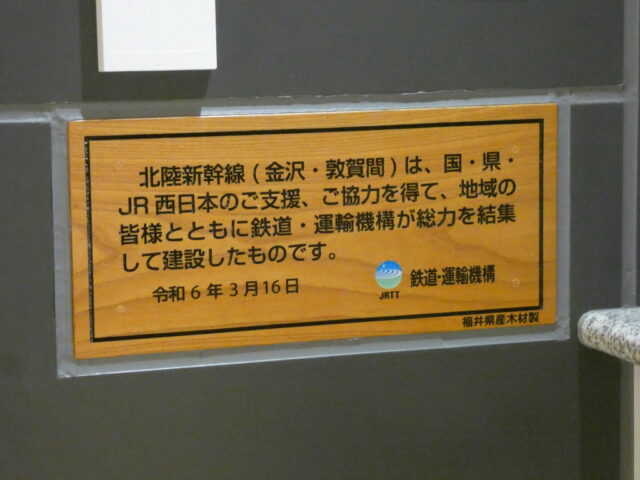 北陸新幹線(金沢・敦賀間)は、国・県・
JR西日本のご支援、ご協力を得て、地域の
皆様とともに鉄道・運輸機構が総力を結集
して建設したものです。
令和6年3月16日
JRTT 鉄道・運輸機構
福井県産木材製